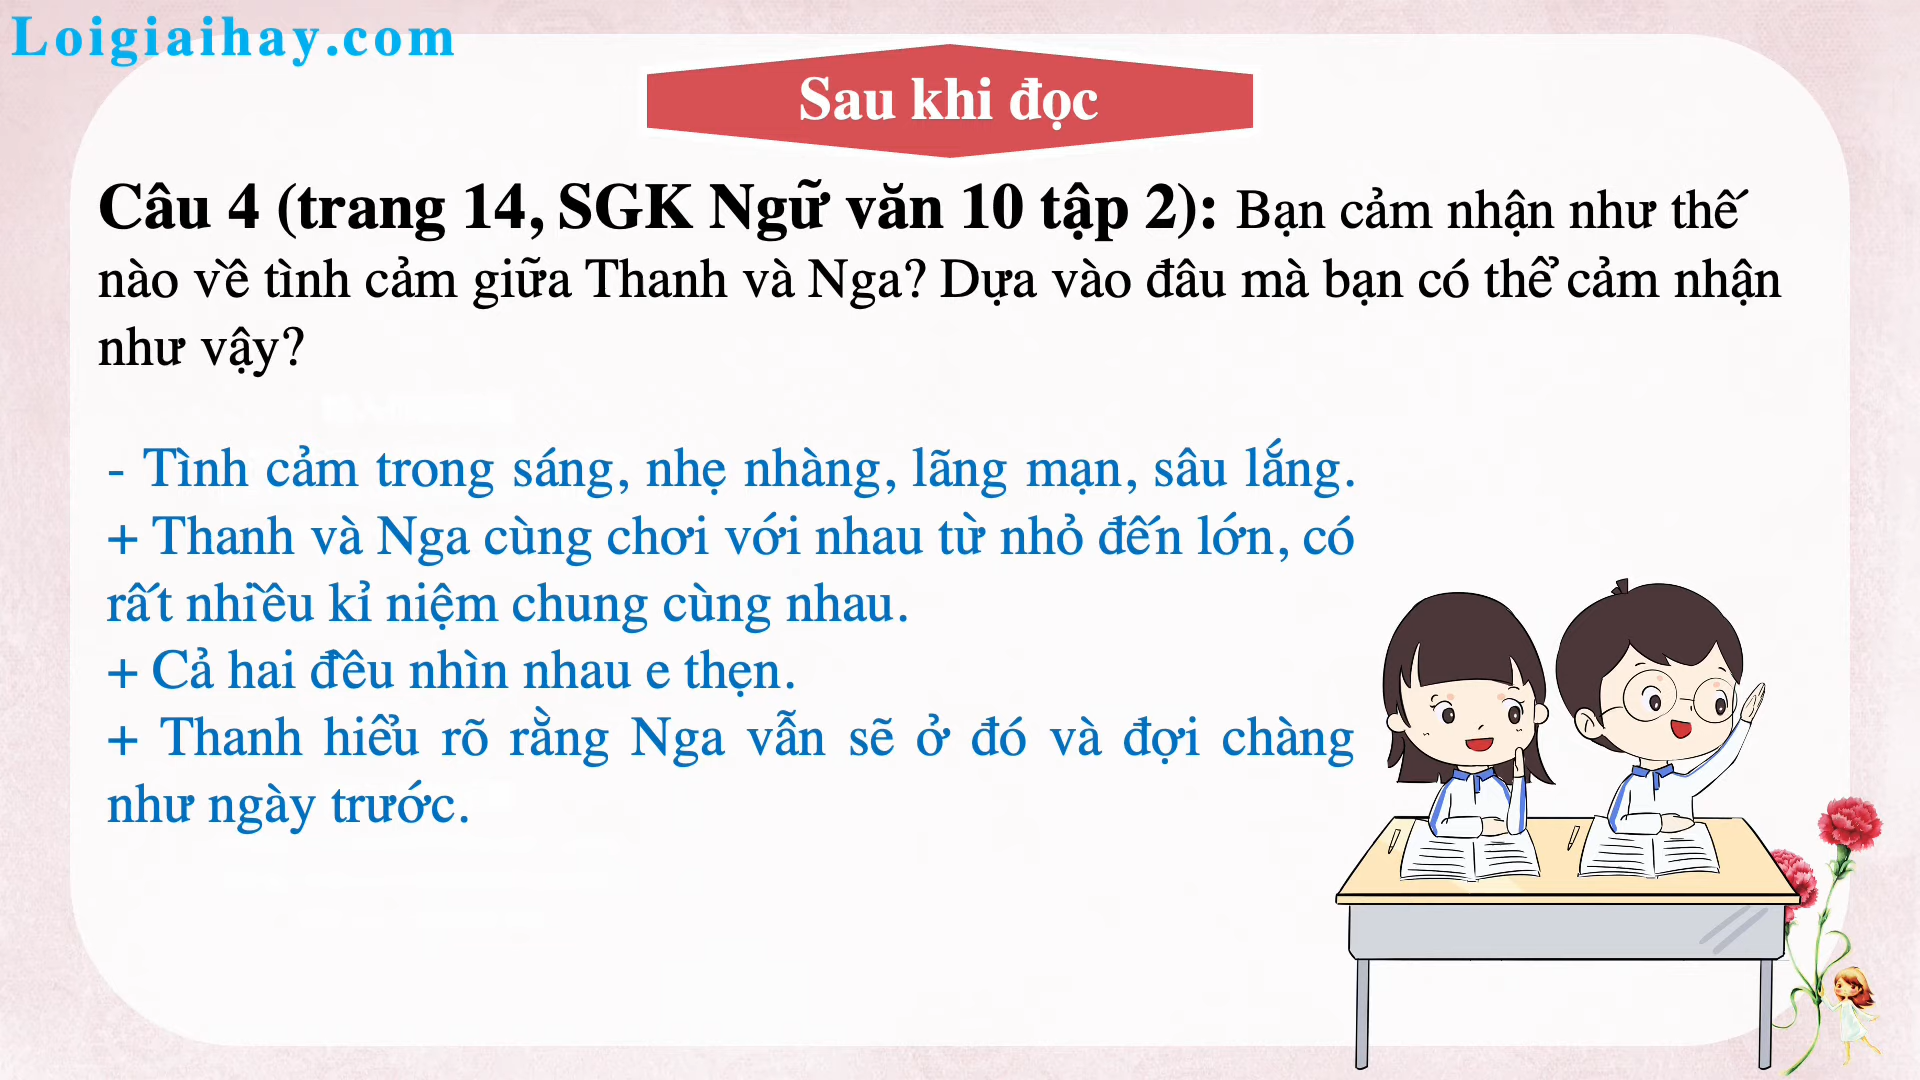 Loigiaihay.com
Sau khi đọc
Câu 4 (trang 14, SGK Ngữ văn 10 tập 2): Bạn cảm nhận như thế
nào về tình cảm giữa Thanh và Nga? Dựa vào đâu mà bạn có thể cảm nhận
như vậy?
- Tình cảm trong sáng, nhẹ nhàng, lãng mạn, sâu lắng.
+ Thanh và Nga cùng chơi với nhau từ nhỏ đến lớn, có
rất nhiều kỉ niệm chung cùng nhau.
+ Cả hai đều nhìn nhau e thẹn.
+ Thanh hiểu rõ rằng Nga vẫn sẽ ở đó và đợi chàng
như ngày trước.